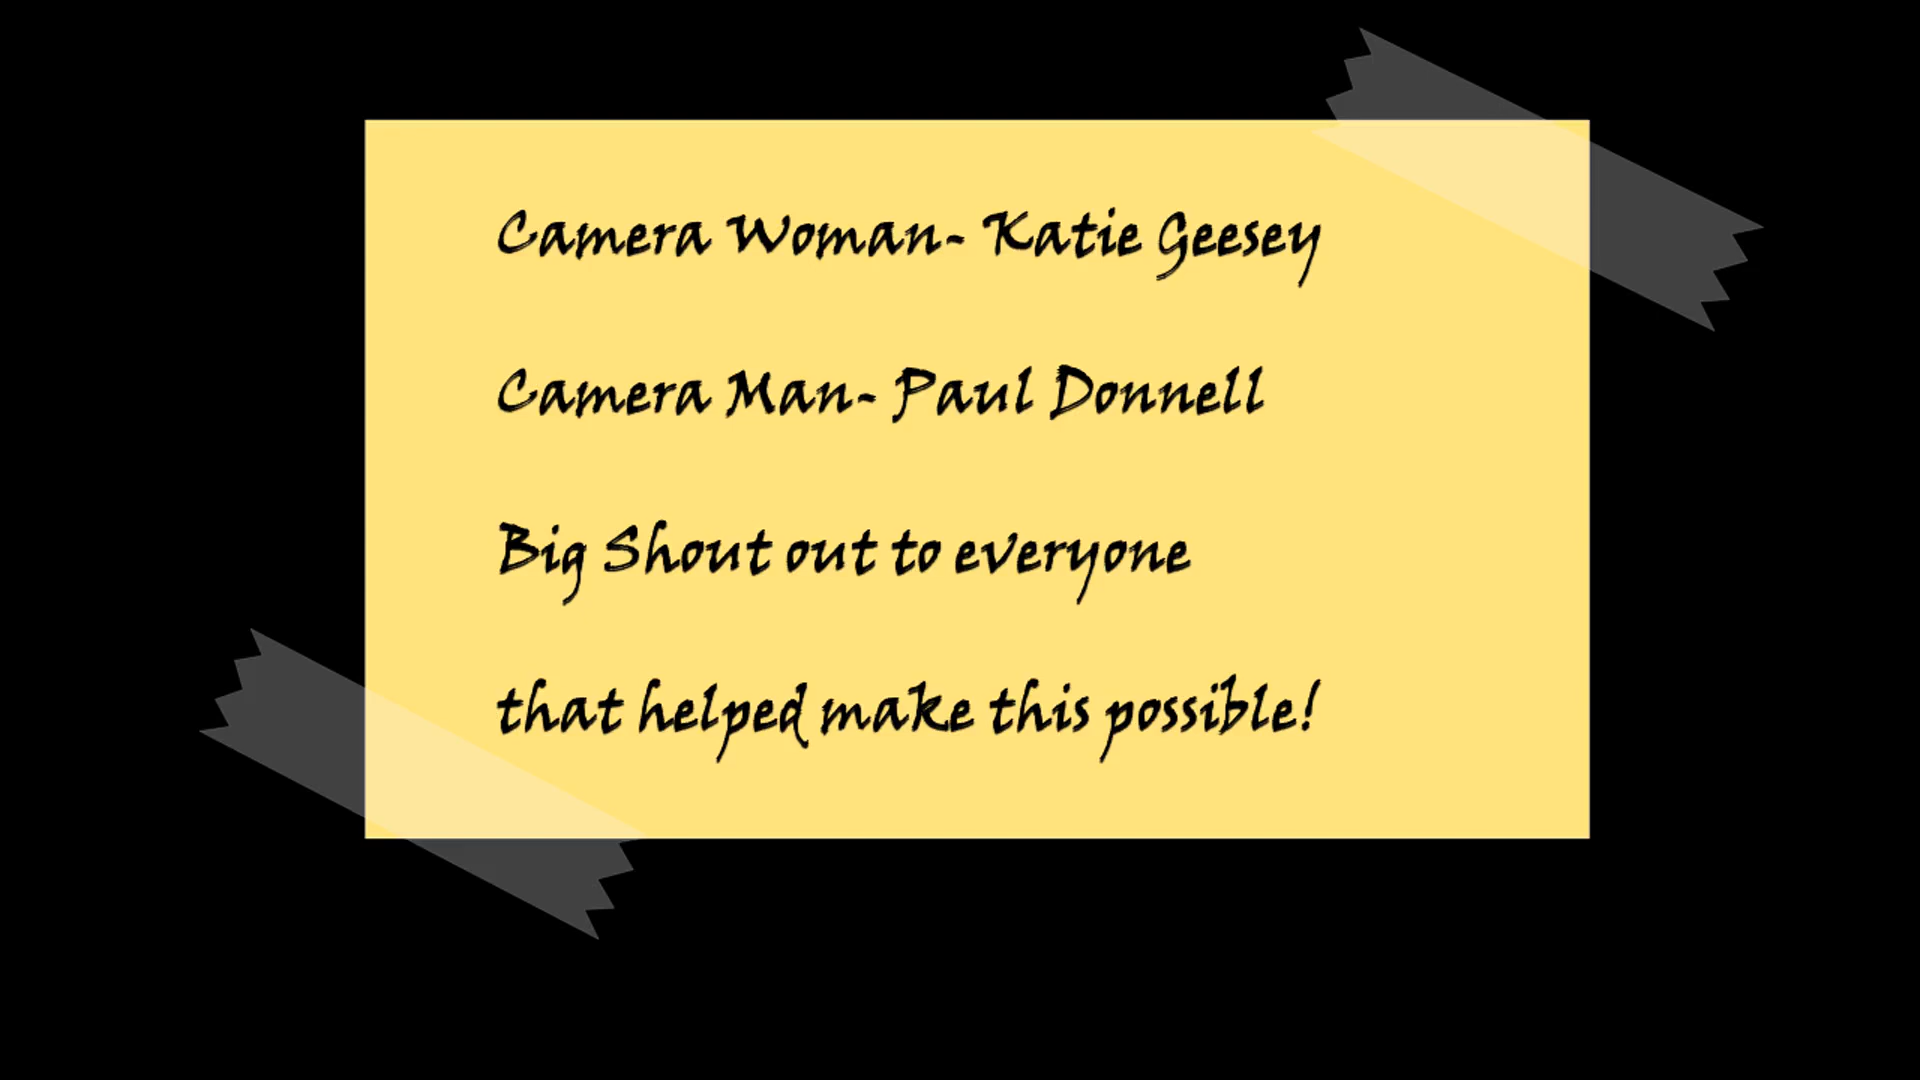 Camera Woman- Katie Geesey
Camera Man- Paul Donnell
Big Shout out to everyone
that helped make this possible!